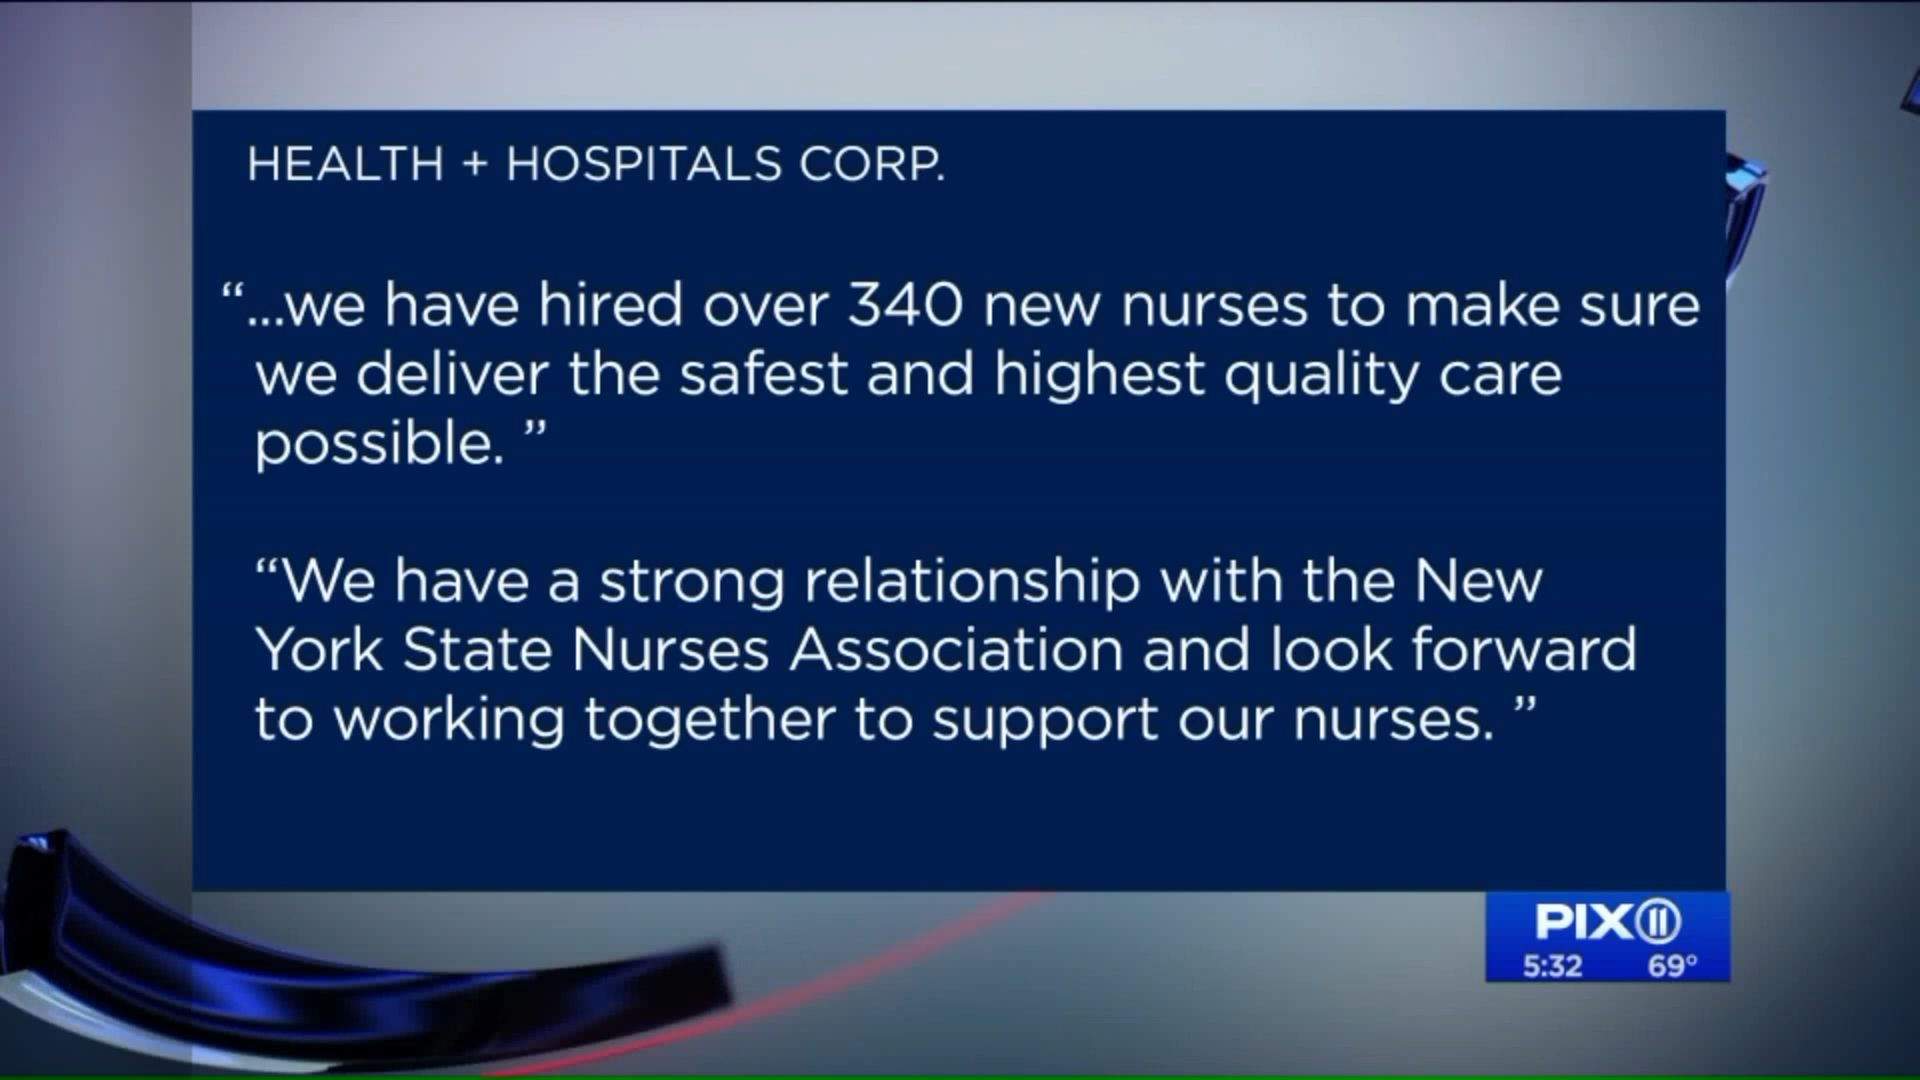 HEALTH + HOSPITALS CORP.
“...we have hired over 340 new nurses to make sure
we deliver the safest and highest quality care
possible. ”
“We have a strong relationship with the New
York State Nurses Association and look forward
to working together to support our nurses. ”
PIX11
5:32 69°